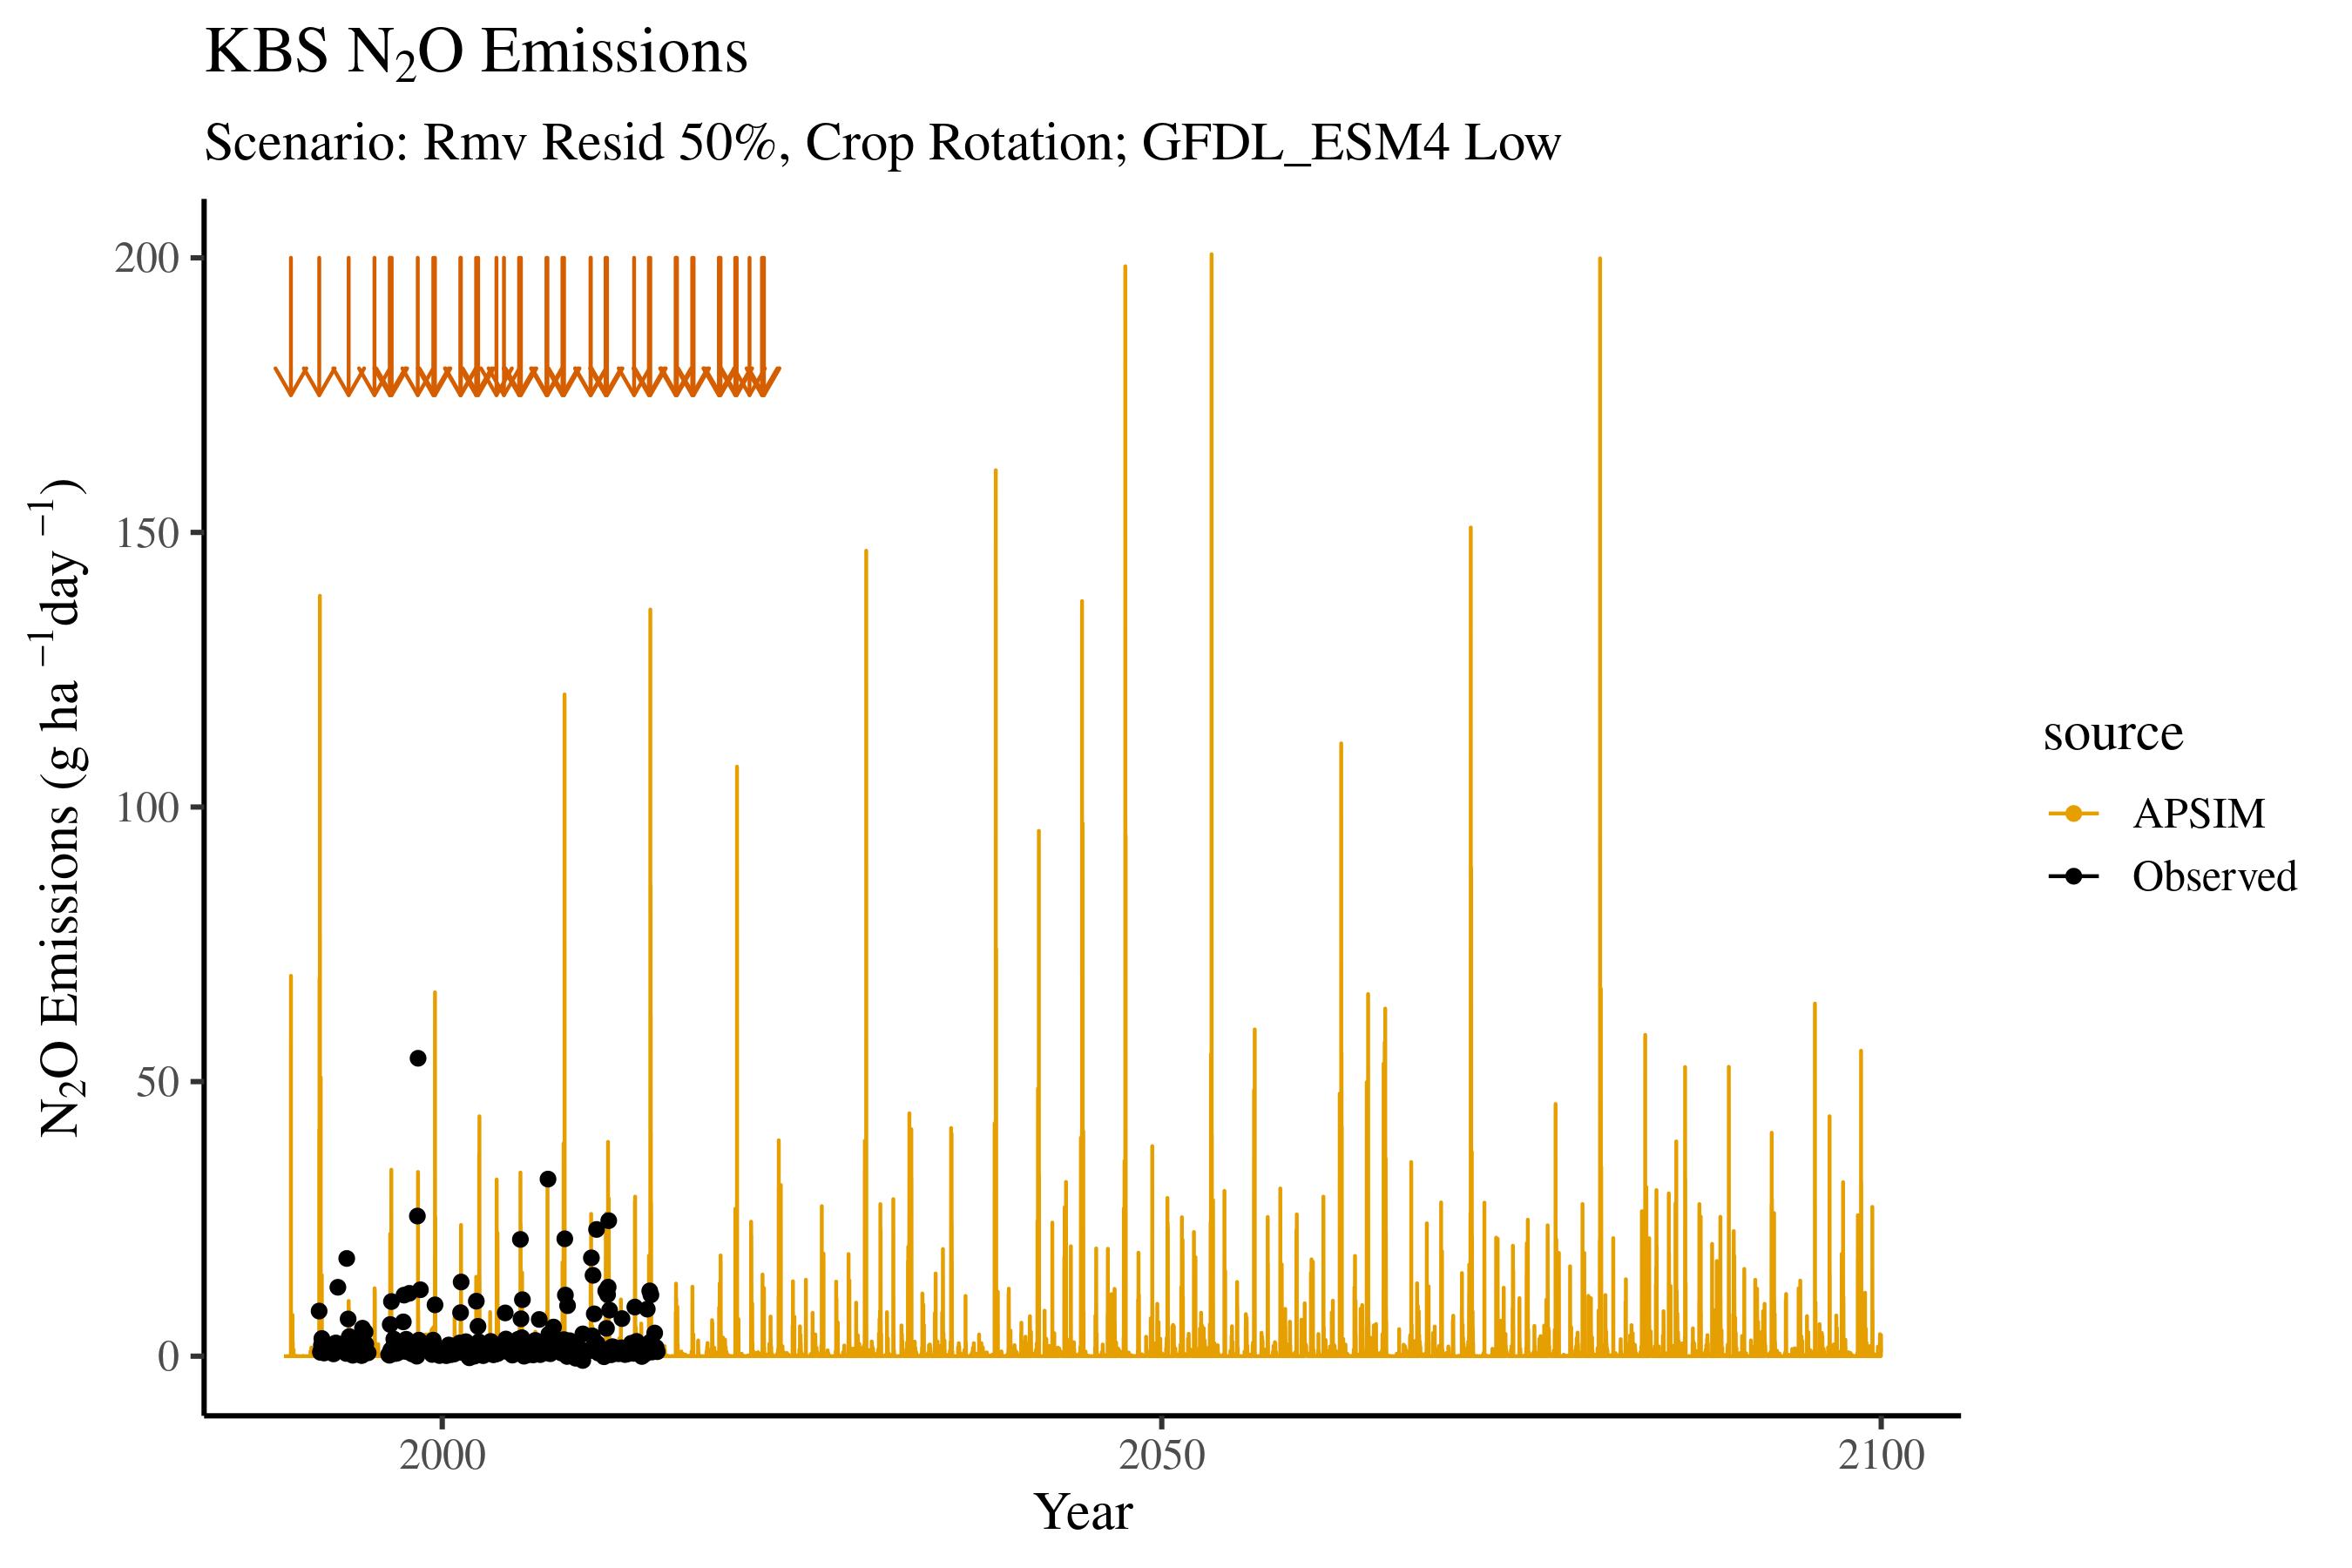 KBS N₂O Emissions
Scenario: Rmv Resid 50%, Crop Rotation; GFDL_ESM4 Low
N₂O Emissions (g ha ⁻¹day ⁻¹)
200
150
100
50
0
2000
2050
2100
Year
source
APSIM
Observed